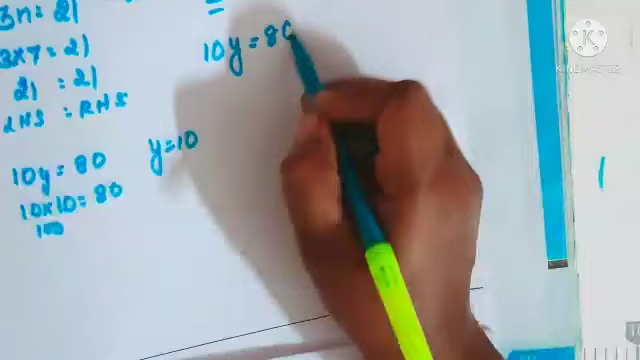 3n = 21
3x7 = 21
21 = 21
LHS = RHS
10y = 80
y=10
10x10 = 80
100
10y = 80
KINEMASTER